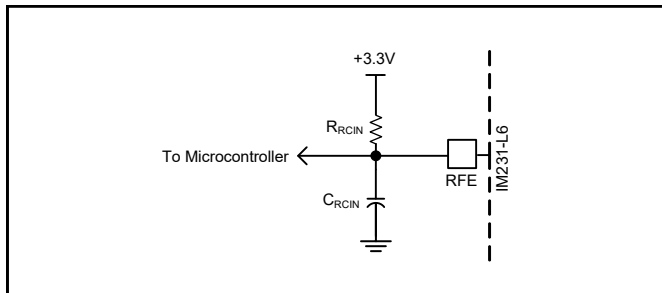 +3.3V
RRCIN
To Microcontroller
RFE
IM231-L6
CRCIN